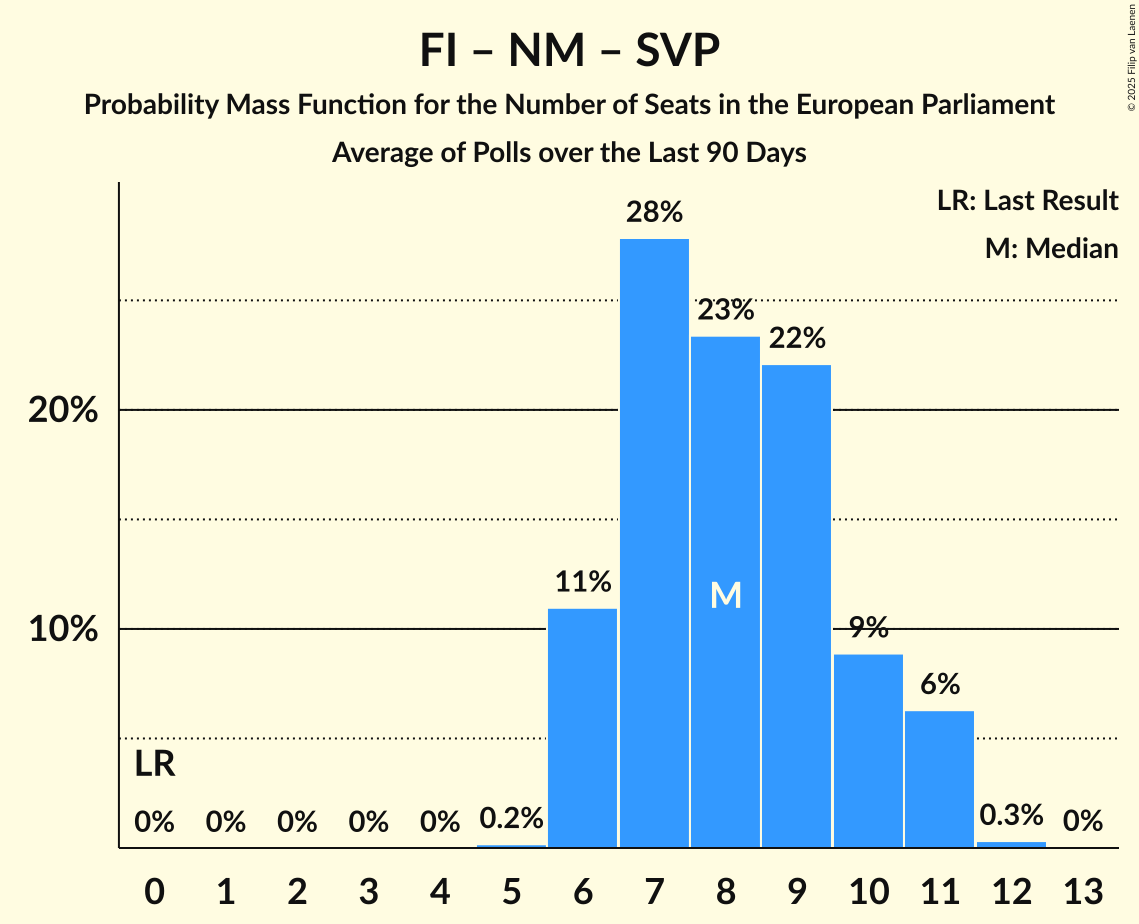 FI – NM – SVP
Probability Mass Function for the Number of Seats in the European Parliament
Average of Polls over the Last 90 Days
© 2025 Filip van Laenen
LR: Last Result
M: Median
28%
23%
22%
20%
11%
M
10%
9%
6%
LR
0%
0%
0%
0%
0%
0.2%
0.3%
0%
0 1 2 3 4 5 6 7 8 9 10 11 12 13